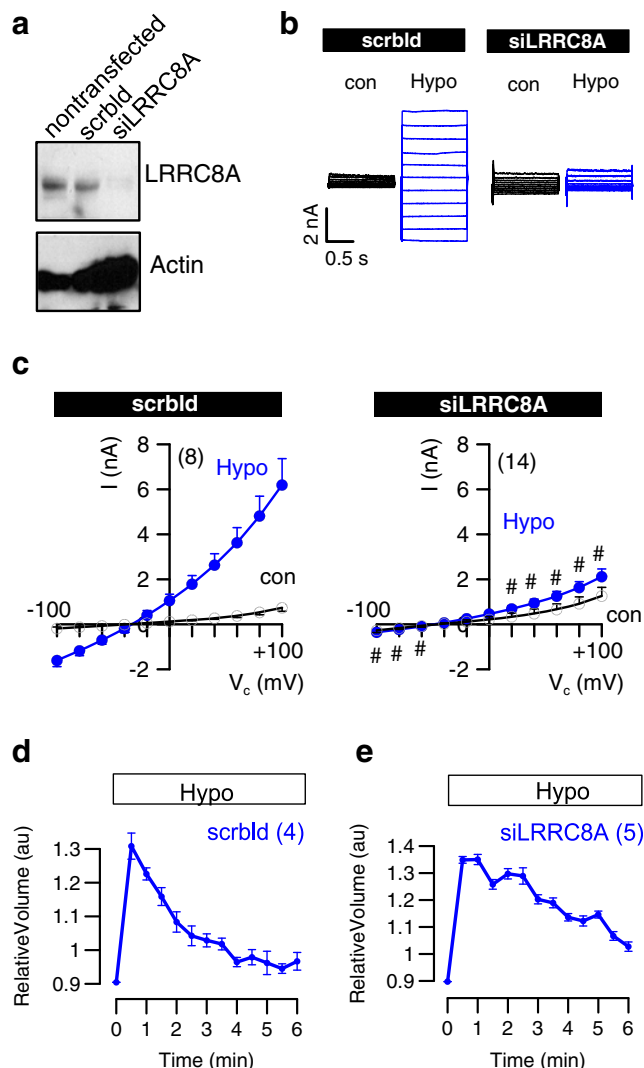 a
nontransfected
scrbld
siLRRC8A
LRRC8A
Actin
b
scrbld
siLRRC8A
con
Hypo
con
Hypo
2 nA
0.5 s
c
scrbld
siLRRC8A
I (nA)
8
6
4
2
-2
(8)
Hypo
con
-100
+100
V_c (mV)
I (nA)
8
6
4
2
-2
(14)
Hypo
# # # # #
con
-100
# # #
+100
V_c (mV)
d
Hypo
scrbld (4)
RelativeVolume (au)
1.3
1.2
1.1
1
0.9
0 1 2 3 4 5 6
Time (min)
e
Hypo
siLRRC8A (5)
RelativeVolume (au)
1.4
1.3
1.2
1.1
1
0.9
0 1 2 3 4 5 6
Time (min)